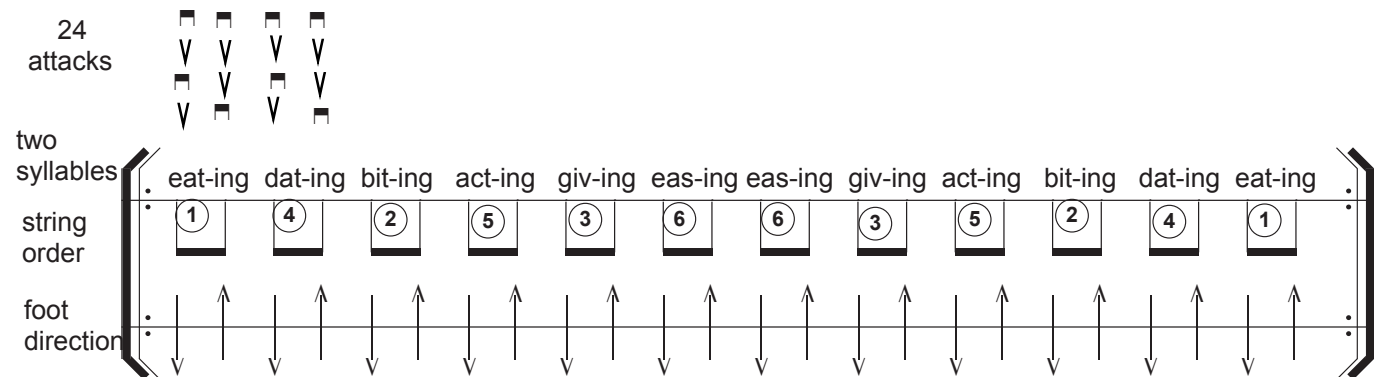 24
attacks
two
syllables
eat-ing dat-ing bit-ing act-ing giv-ing eas-ing eas-ing giv-ing act-ing bit-ing dat-ing eat-ing
string
order
1 4 2 5 3 6 6 3 5 2 4 1
foot
direction